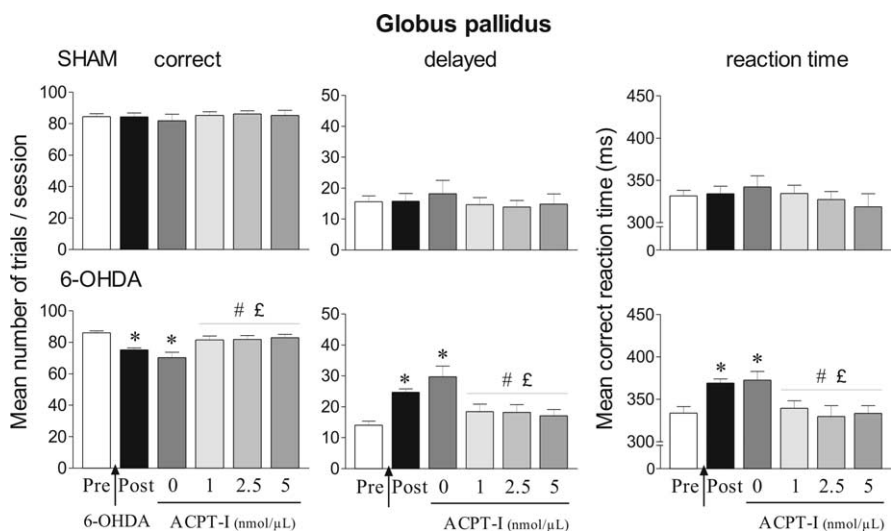 Globus pallidus
SHAM correct delayed reaction time
Mean number of trials / session
100
80
60
40
20
0
50
40
30
20
10
0
Mean correct reaction time (ms)
450
400
350
300
0
6-OHDA
100
80
60
40
20
0
* * # £
50
40
30
20
10
0
* * # £
450
400
350
300
0
* * # £
Pre Post 0 1 2.5 5
6-OHDA ACPT-I (nmol/µL)
Pre Post 0 1 2.5 5
ACPT-I (nmol/µL)
Pre Post 0 1 2.5 5
ACPT-I (nmol/µL)